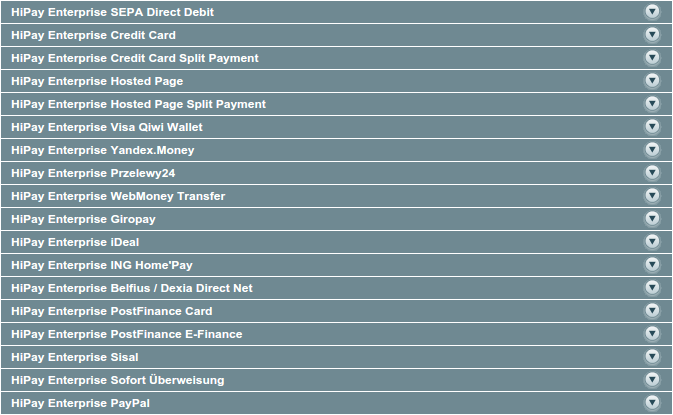 HiPay Enterprise SEPA Direct Debit
HiPay Enterprise Credit Card
HiPay Enterprise Credit Card Split Payment
HiPay Enterprise Hosted Page
HiPay Enterprise Hosted Page Split Payment
HiPay Enterprise Visa Qiwi Wallet
HiPay Enterprise Yandex.Money
HiPay Enterprise Przelewy24
HiPay Enterprise WebMoney Transfer
HiPay Enterprise Giropay
HiPay Enterprise iDeal
HiPay Enterprise ING Home'Pay
HiPay Enterprise Belfius / Dexia Direct Net
HiPay Enterprise PostFinance Card
HiPay Enterprise PostFinance E-Finance
HiPay Enterprise Sisal
HiPay Enterprise Sofort Überweisung
HiPay Enterprise PayPal